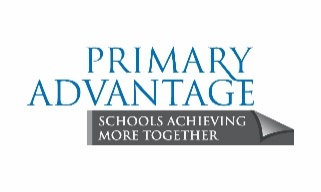 PRIMARY
ADVANTAGE
SCHOOLS ACHIEVING
MORE TOGETHER